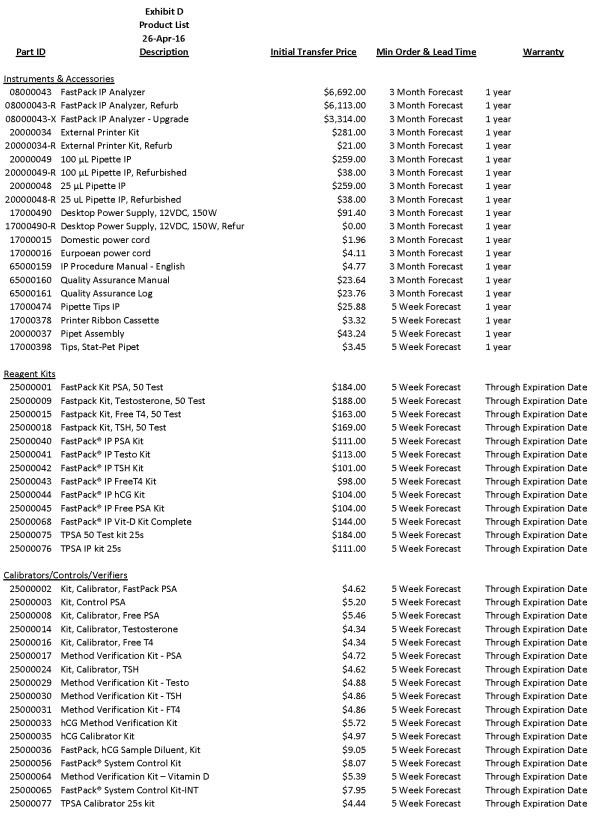 Exhibit D
Product List
26-Apr-16
Part ID Description Initial Transfer Price Min Order & Lead Time Warranty
Instruments & Accessories
08000043 FastPack IP Analyzer $6,692.00 3 Month Forecast 1 year
08000043-R FastPack IP Analyzer, Refurb $6,113.00 3 Month Forecast 1 year
08000043-X FastPack IP Analyzer - Upgrade $3,314.00 3 Month Forecast 1 year
20000034 External Printer Kit $281.00 3 Month Forecast 1 year
20000034-R External Printer Kit, Refurb $21.00 3 Month Forecast 1 year
20000049 100 µL Pipette IP $259.00 3 Month Forecast 1 year
20000049-R 100 µL Pipette IP, Refurbished $38.00 3 Month Forecast 1 year
20000048 25 µL Pipette IP $259.00 3 Month Forecast 1 year
20000048-R 25 uL Pipette IP, Refurbished $38.00 3 Month Forecast 1 year
17000490 Desktop Power Supply, 12VDC, 150W $91.40 3 Month Forecast 1 year
17000490-R Desktop Power Supply, 12VDC, 150W, Refur $0.00 3 Month Forecast 1 year
17000015 Domestic power cord $1.96 3 Month Forecast 1 year
17000016 Eurpoean power cord $4.11 3 Month Forecast 1 year
65000159 IP Procedure Manual - English $4.77 3 Month Forecast 1 year
65000160 Quality Assurance Manual $23.64 3 Month Forecast 1 year
65000161 Quality Assurance Log $23.76 3 Month Forecast 1 year
17000474 Pipette Tips IP $25.88 5 Week Forecast 1 year
17000378 Printer Ribbon Cassette $3.32 5 Week Forecast 1 year
20000037 Pipet Assembly $43.24 5 Week Forecast 1 year
17000398 Tips, Stat-Pet Pipet $3.45 5 Week Forecast 1 year
Reagent Kits
25000001 FastPack Kit PSA, 50 Test $184.00 5 Week Forecast Through Expiration Date
25000009 Fastpack Kit, Testosterone, 50 Test $188.00 5 Week Forecast Through Expiration Date
25000015 Fastpack Kit, Free T4, 50 Test $163.00 5 Week Forecast Through Expiration Date
25000018 Fastpack Kit, TSH, 50 Test $169.00 5 Week Forecast Through Expiration Date
25000040 FastPack® IP PSA Kit $111.00 5 Week Forecast Through Expiration Date
25000041 FastPack® IP Testo Kit $113.00 5 Week Forecast Through Expiration Date
25000042 FastPack® IP TSH Kit $101.00 5 Week Forecast Through Expiration Date
25000043 FastPack® IP FreeT4 Kit $98.00 5 Week Forecast Through Expiration Date
25000044 FastPack® IP hCG Kit $104.00 5 Week Forecast Through Expiration Date
25000045 FastPack® IP Free PSA Kit $104.00 5 Week Forecast Through Expiration Date
25000068 FastPack® IP Vit-D Kit Complete $144.00 5 Week Forecast Through Expiration Date
25000075 TPSA 50 Test kit 25s $184.00 5 Week Forecast Through Expiration Date
25000076 TPSA IP kit 25s $111.00 5 Week Forecast Through Expiration Date
Calibrators/Controls/Verifiers
25000002 Kit, Calibrator, FastPack PSA $4.62 5 Week Forecast Through Expiration Date
25000003 Kit, Control PSA $5.20 5 Week Forecast Through Expiration Date
25000008 Kit, Calibrator, Free PSA $5.46 5 Week Forecast Through Expiration Date
25000014 Kit, Calibrator, Testosterone $4.34 5 Week Forecast Through Expiration Date
25000016 Kit, Calibrator, Free T4 $4.34 5 Week Forecast Through Expiration Date
25000017 Method Verification Kit - PSA $4.72 5 Week Forecast Through Expiration Date
25000024 Kit, Calibrator, TSH $4.62 5 Week Forecast Through Expiration Date
25000029 Method Verification Kit - Testo $4.88 5 Week Forecast Through Expiration Date
25000030 Method Verification Kit - TSH $4.86 5 Week Forecast Through Expiration Date
25000031 Method Verification Kit - FT4 $4.86 5 Week Forecast Through Expiration Date
25000033 hCG Method Verification Kit $5.72 5 Week Forecast Through Expiration Date
25000035 hCG Calibrator Kit $4.97 5 Week Forecast Through Expiration Date
25000036 FastPack, hCG Sample Diluent, Kit $9.05 5 Week Forecast Through Expiration Date
25000056 FastPack® System Control Kit $8.07 5 Week Forecast Through Expiration Date
25000064 Method Verification Kit – Vitamin D $5.39 5 Week Forecast Through Expiration Date
25000065 FastPack® System Control Kit-INT $7.95 5 Week Forecast Through Expiration Date
25000077 TPSA Calibrator 25s kit $4.44 5 Week Forecast Through Expiration Date